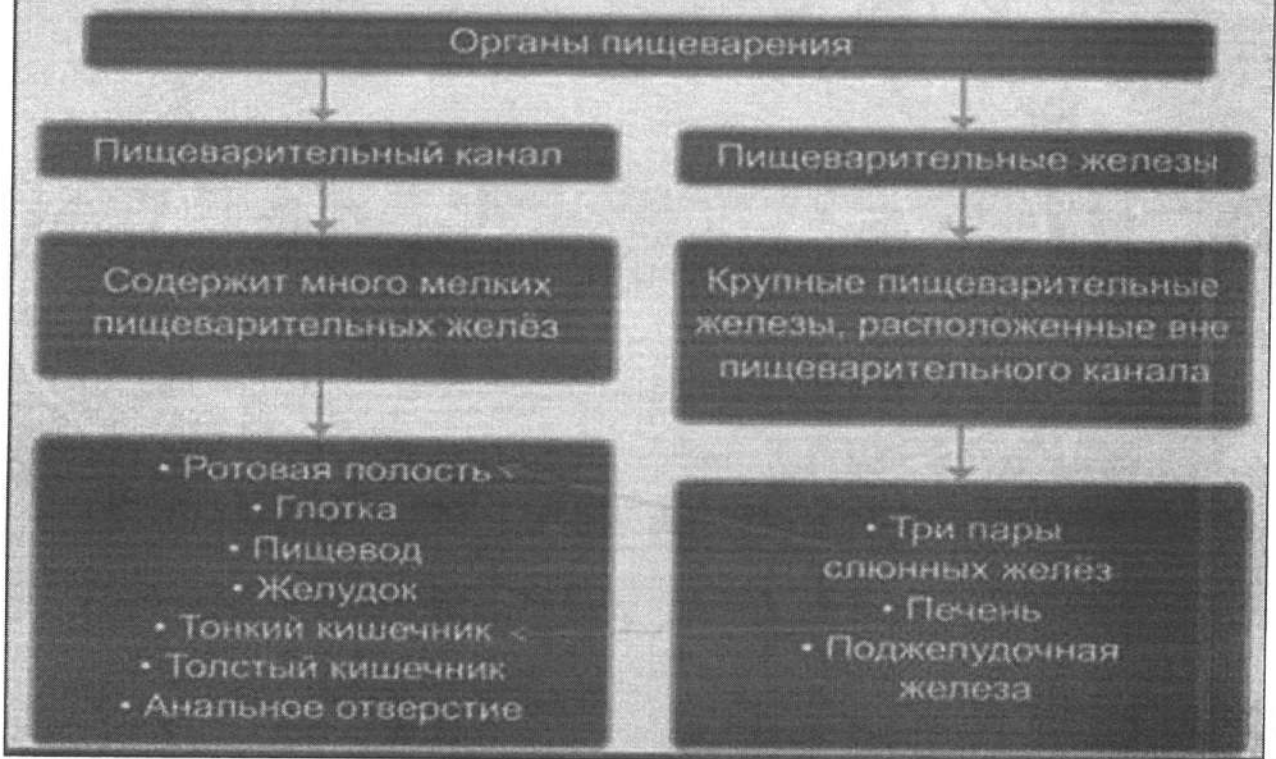 Органы пищеварения
Пищеварительный канал
Содержит много мелких
пищеварительных желёз
• Ротовая полость
• Глотка
• Пищевод
• Желудок
• Тонкий кишечник
• Толстый кишечник
• Анальное отверстие
Пищеварительные железы
Крупные пищеварительные
железы, расположенные вне
пищеварительного канала
• Три пары
слюнных желёз
• Печень
• Поджелудочная
железа